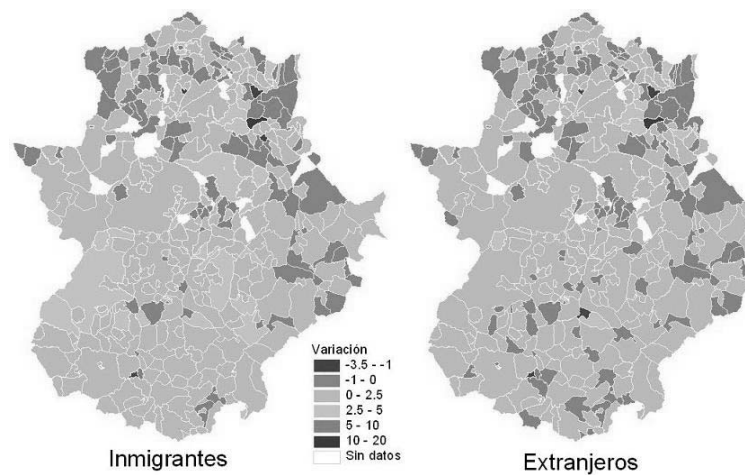 Variación
-3.5 - -1
-1 - 0
0 - 2.5
2.5 - 5
5 - 10
10 - 20
Sin datos
Inmigrantes
Extranjeros